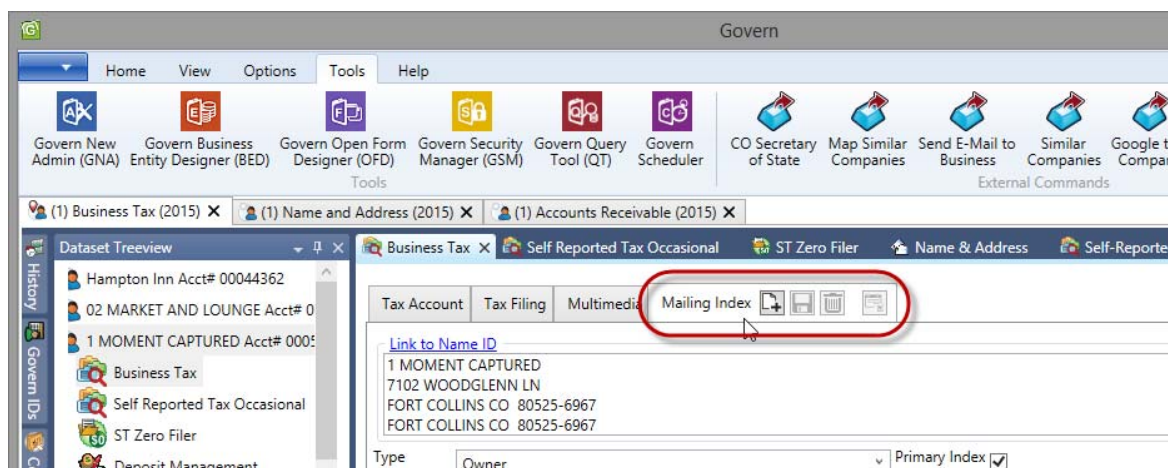 G
Govern
Home View Options Tools Help
Govern New
Admin (GNA)
Govern Business
Entity Designer (BED)
Govern Open Form
Designer (OFD)
Govern Security
Manager (GSM)
Govern Query
Tool (QT)
Govern
Scheduler
CO Secretary
of State
Map Similar
Companies
Send E-Mail to
Business
Similar
Companies
Google t
Compa
Tools
External Commands
(1) Business Tax (2015) (1) Name and Address (2015) (1) Accounts Receivable (2015)
History
Govern IDs
Dataset Treeview
Hampton Inn Acct# 00044362
02 MARKET AND LOUNGE Acct# 0
1 MOMENT CAPTURED Acct# 0005
Business Tax
Self Reported Tax Occasional
ST Zero Filer
Deposit Management
Business Tax Self Reported Tax Occasional ST Zero Filer Name & Address Self-Reporte
Tax Account Tax Filing Multimedia Mailing Index
Link to Name ID
1 MOMENT CAPTURED
7102 WOODGLENN LN
FORT COLLINS CO 80525-6967
FORT COLLINS CO 80525-6967
Type Owner Primary Index